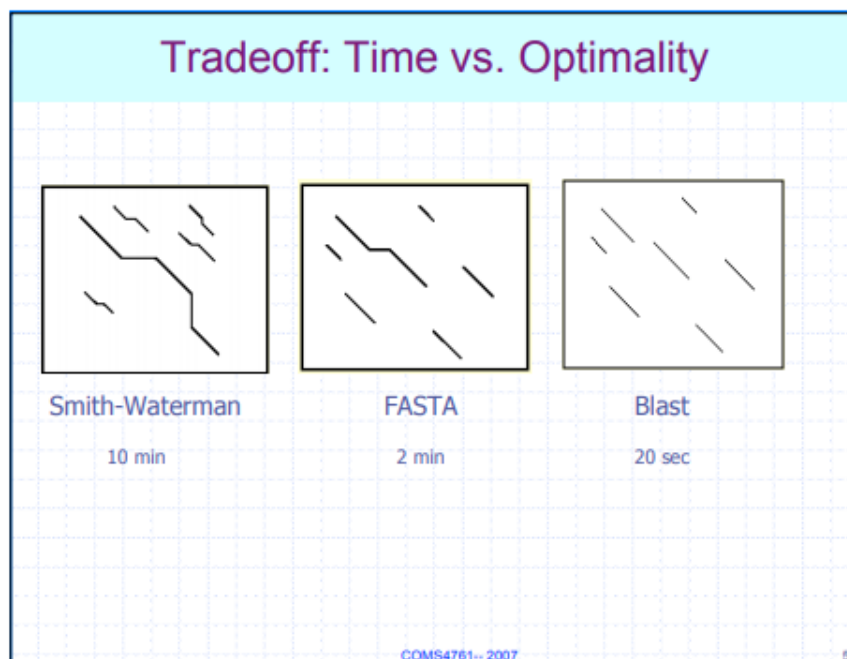 Tradeoff: Time vs. Optimality
Smith-Waterman FASTA Blast
10 min 2 min 20 sec
COMS4761-- 2007